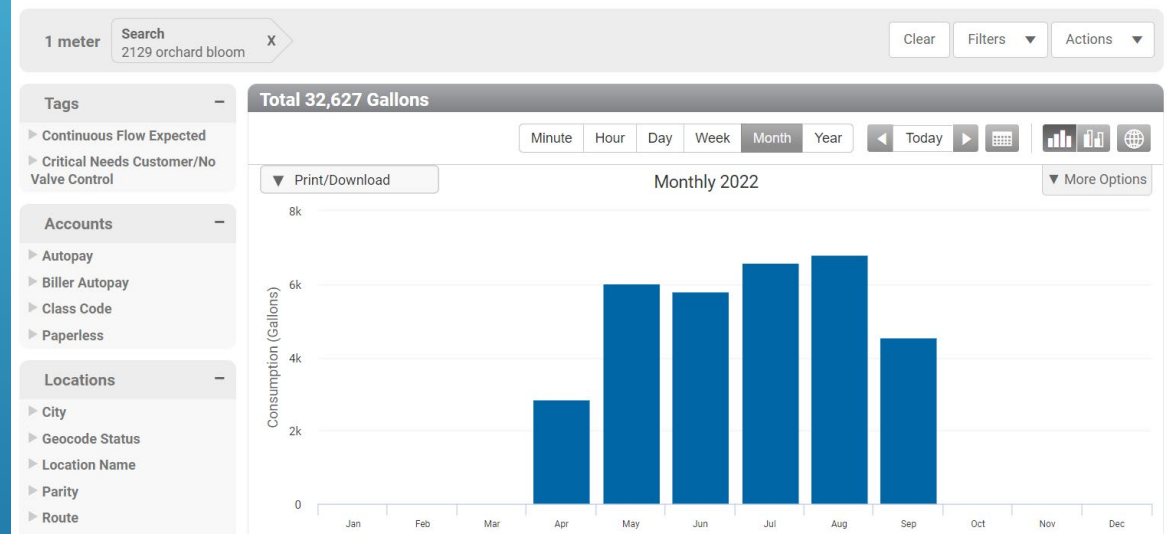 1 meter
Search
2129 orchard bloom
X
Clear
Filters
Actions
Tags
Continuous Flow Expected
Critical Needs Customer/No
Valve Control
Accounts
Autopay
Biller Autopay
Class Code
Paperless
Locations
City
Geocode Status
Location Name
Parity
Route
Total 32,627 Gallons
Minute Hour Day Week Month Year Today
Print/Download
Monthly 2022
More Options
Consumption (Gallons)
8k
6k
4k
2k
0
Jan Feb Mar Apr May Jun Jul Aug Sep Oct Nov Dec